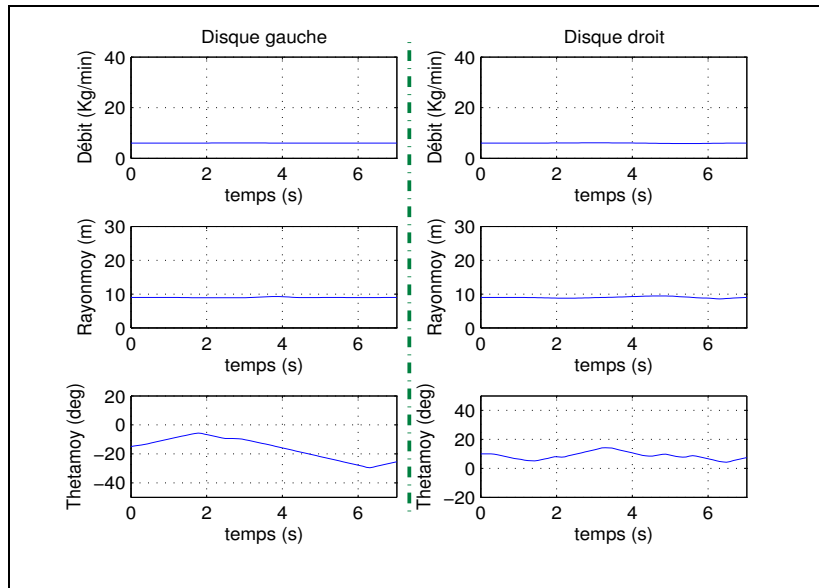 Disque gauche
Débit (Kg/min)
40
20
0
0 2 4 6
temps (s)
Disque droit
Débit (Kg/min)
40
20
0
0 2 4 6
temps (s)
Rayonmoy (m)
30
20
10
0
0 2 4 6
temps (s)
Rayonmoy (m)
30
20
10
0
0 2 4 6
temps (s)
Thetamoy (deg)
20
0
−20
−40
0 2 4 6
temps (s)
Thetamoy (deg)
40
20
0
−20
0 2 4 6
temps (s)